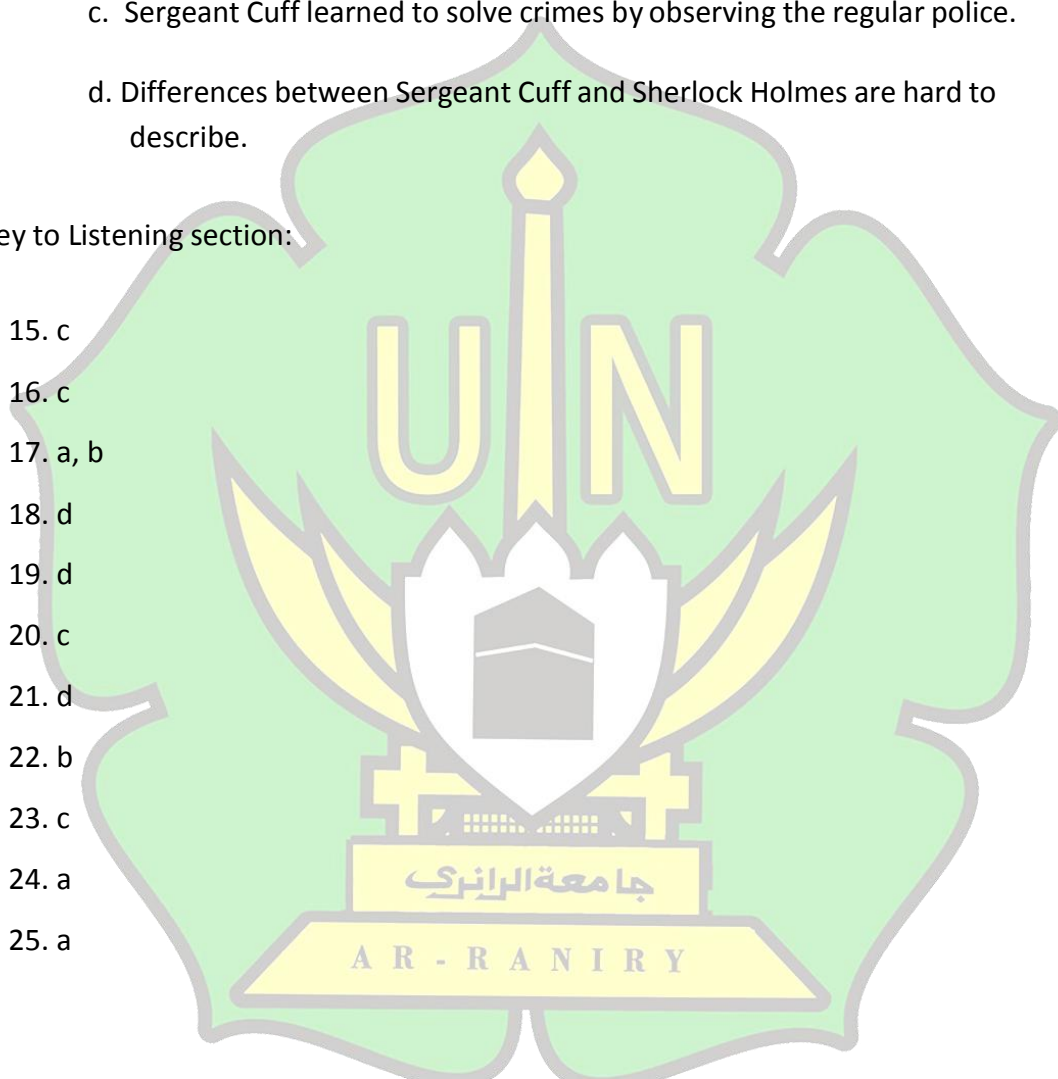 c. Sergeant Cuff learned to solve crimes by observing the regular police.
d. Differences between Sergeant Cuff and Sherlock Holmes are hard to
describe.
ey to Listening section:
15. c
16. c
17. a, b
18. d
19. d
20. c
21. d
22. b
23. c
24. a
25. a
UIN
جامعة الرانري
AR-RANIRY